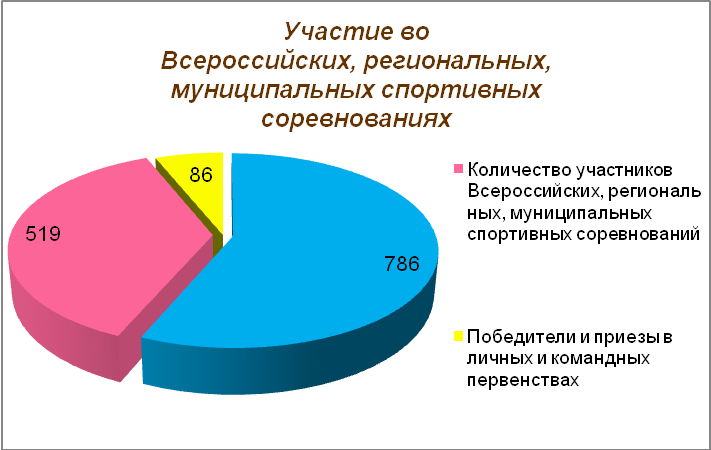 Участие во
Всероссийских, региональных,
муниципальных спортивных
соревнованиях
86
519
786
Количество участников
Всероссийских, региональ
ных, муниципальных
спортивных соревнований
Победители и приезы в
личных и командных
первенствах